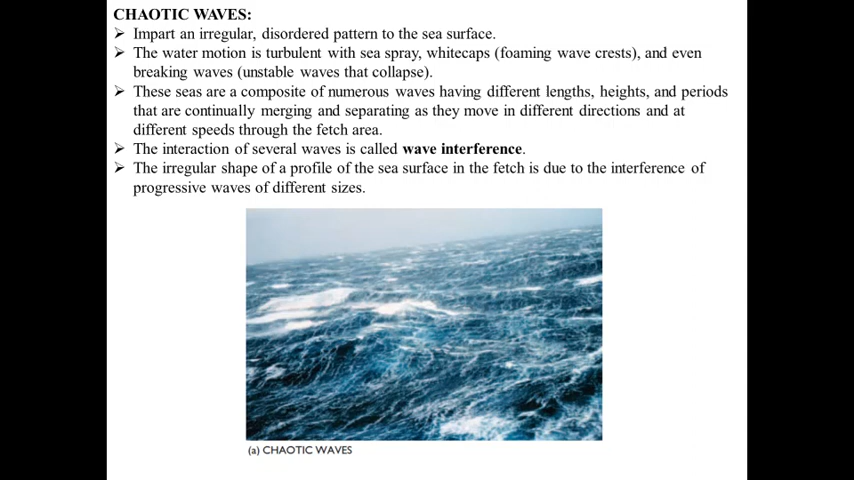 CHAOTIC WAVES:
➢ Impart an irregular, disordered pattern to the sea surface.
➢ The water motion is turbulent with sea spray, whitecaps (foaming wave crests), and even
breaking waves (unstable waves that collapse).
➢ These seas are a composite of numerous waves having different lengths, heights, and periods
that are continually merging and separating as they move in different directions and at
different speeds through the fetch area.
➢ The interaction of several waves is called wave interference.
➢ The irregular shape of a profile of the sea surface in the fetch is due to the interference of
progressive waves of different sizes.
(a) CHAOTIC WAVES